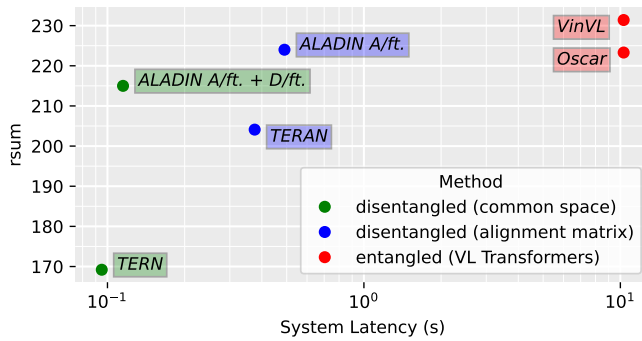 230
220
210
200
190
180
170
rsum
VinVL
ALADIN A/ft.
Oscar
ALADIN A/ft. + D/ft.
TERAN
TERN
Method
disentangled (common space)
disentangled (alignment matrix)
entangled (VL Transformers)
10⁻¹
10⁰
10¹
System Latency (s)